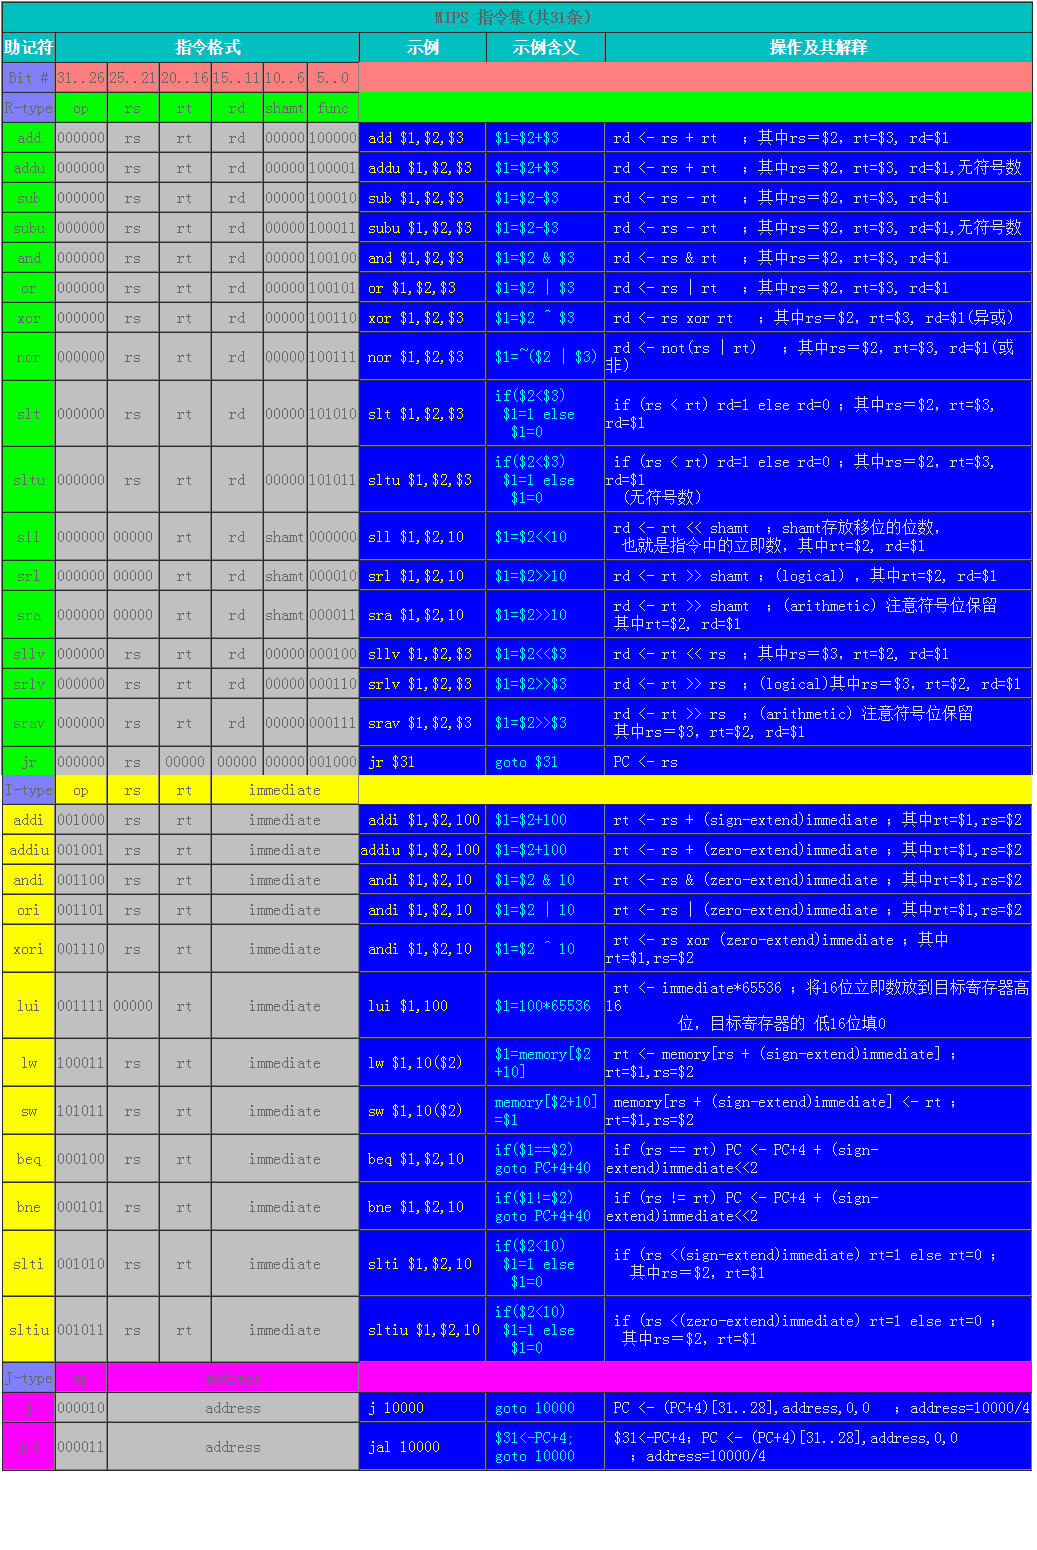 MIPS 指令集(共31条)
助记符 指令格式 示例 示例含义 操作及其解释
Bit # 31..26 25..21 20..16 15..11 10..6 5..0
R-type op rs rt rd shamt func
add 000000 rs rt rd 00000 100000 add $1,$2,$3 $1=$2+$3 rd <- rs + rt ；其中rs＝$2，rt=$3, rd=$1
addu 000000 rs rt rd 00000 100001 addu $1,$2,$3 $1=$2+$3 rd <- rs + rt ；其中rs＝$2，rt=$3, rd=$1,无符号数
sub 000000 rs rt rd 00000 100010 sub $1,$2,$3 $1=$2-$3 rd <- rs - rt ；其中rs＝$2，rt=$3, rd=$1
subu 000000 rs rt rd 00000 100011 subu $1,$2,$3 $1=$2-$3 rd <- rs - rt ；其中rs＝$2，rt=$3, rd=$1,无符号数
and 000000 rs rt rd 00000 100100 and $1,$2,$3 $1=$2 & $3 rd <- rs & rt ；其中rs＝$2，rt=$3, rd=$1
or 000000 rs rt rd 00000 100101 or $1,$2,$3 $1=$2 | $3 rd <- rs | rt ；其中rs＝$2，rt=$3, rd=$1
xor 000000 rs rt rd 00000 100110 xor $1,$2,$3 $1=$2 ^ $3 rd <- rs xor rt ；其中rs＝$2，rt=$3, rd=$1(异或）
nor 000000 rs rt rd 00000 100111 nor $1,$2,$3 $1=~($2 | $3) rd <- not(rs | rt) ；其中rs＝$2，rt=$3, rd=$1(或
非）
slt 000000 rs rt rd 00000 101010 slt $1,$2,$3 if($2<$3)
$1=1 else
$1=0
if (rs < rt) rd=1 else rd=0 ；其中rs＝$2，rt=$3,
rd=$1
sltu 000000 rs rt rd 00000 101011 sltu $1,$2,$3 if($2<$3)
$1=1 else
$1=0
if (rs < rt) rd=1 else rd=0 ；其中rs＝$2，rt=$3,
rd=$1
（无符号数）
sll 000000 00000 rt rd shamt 000000 sll $1,$2,10 $1=$2<<10 rd <- rt << shamt ；shamt存放移位的位数，
也就是指令中的立即数，其中rt=$2, rd=$1
srl 000000 00000 rt rd shamt 000010 srl $1,$2,10 $1=$2>>10 rd <- rt >> shamt ；(logical) ，其中rt=$2, rd=$1
sra 000000 00000 rt rd shamt 000011 sra $1,$2,10 $1=$2>>10 rd <- rt >> shamt ；(arithmetic) 注意符号位保留
其中rt=$2, rd=$1
sllv 000000 rs rt rd 00000 000100 sllv $1,$2,$3 $1=$2<<$3 rd <- rt << rs ；其中rs＝$3，rt=$2, rd=$1
srlv 000000 rs rt rd 00000 000110 srlv $1,$2,$3 $1=$2>>$3 rd <- rt >> rs ；(logical)其中rs＝$3，rt=$2, rd=$1
srav 000000 rs rt rd 00000 000111 srav $1,$2,$3 $1=$2>>$3 rd <- rt >> rs ；(arithmetic) 注意符号位保留
其中rs＝$3，rt=$2, rd=$1
jr 000000 rs 00000 00000 00000 001000 jr $31 goto $31 PC <- rs
I-type op rs rt immediate
addi 001000 rs rt immediate addi $1,$2,100 $1=$2+100 rt <- rs + (sign-extend)immediate ；其中rt=$1,rs=$2
addiu 001001 rs rt immediate addiu $1,$2,100 $1=$2+100 rt <- rs + (zero-extend)immediate ；其中rt=$1,rs=$2
andi 001100 rs rt immediate andi $1,$2,10 $1=$2 & 10 rt <- rs & (zero-extend)immediate ；其中rt=$1,rs=$2
ori 001101 rs rt immediate andi $1,$2,10 $1=$2 | 10 rt <- rs | (zero-extend)immediate ；其中rt=$1,rs=$2
xori 001110 rs rt immediate andi $1,$2,10 $1=$2 ^ 10 rt <- rs xor (zero-extend)immediate ；其中
rt=$1,rs=$2
lui 001111 00000 rt immediate lui $1,100 $1=100*65536 rt <- immediate*65536 ；将16位立即数放到目标寄存器高
16
位，目标寄存器的 低16位填0
lw 100011 rs rt immediate lw $1,10($2) $1=memory[$2
+10]
rt <- memory[rs + (sign-extend)immediate] ；
rt=$1,rs=$2
sw 101011 rs rt immediate sw $1,10($2) memory[$2+10]
=$1
memory[rs + (sign-extend)immediate] <- rt ；
rt=$1,rs=$2
beq 000100 rs rt immediate beq $1,$2,10 if($1==$2)
goto PC+4+40
if (rs == rt) PC <- PC+4 + (sign-
extend)immediate<<2
bne 000101 rs rt immediate bne $1,$2,10 if($1!=$2)
goto PC+4+40
if (rs != rt) PC <- PC+4 + (sign-
extend)immediate<<2
slti 001010 rs rt immediate slti $1,$2,10 if($2<10)
$1=1 else
$1=0
if (rs <(sign-extend)immediate) rt=1 else rt=0 ；
其中rs＝$2，rt=$1
sltiu 001011 rs rt immediate sltiu $1,$2,10 if($2<10)
$1=1 else
$1=0
if (rs <(zero-extend)immediate) rt=1 else rt=0 ；
其中rs＝$2，rt=$1
J-type op address
j 000010 address j 10000 goto 10000 PC <- (PC+4)[31..28],address,0,0 ；address=10000/4
jal 000011 address jal 10000 $31<-PC+4;
goto 10000
$31<-PC+4；PC <- (PC+4)[31..28],address,0,0
；address=10000/4